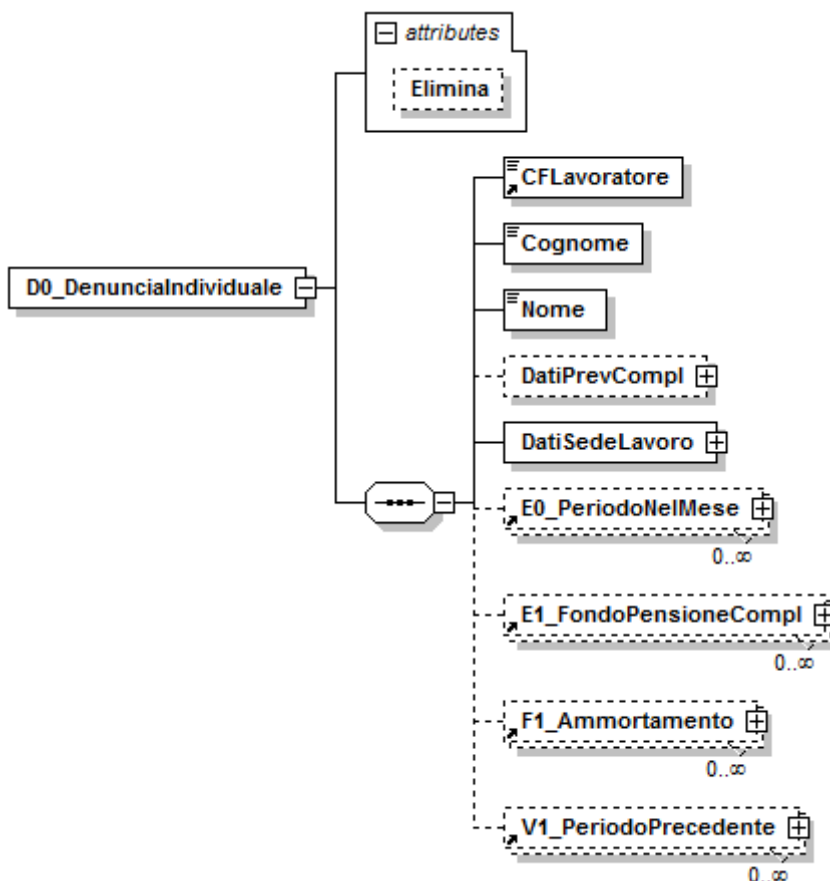 attributes
Elimina
CFLavoratore
Cognome
D0_DenunciaIndividuale
Nome
DatiPrevCompl
DatiSedeLavoro
E0_PeriodoNelMese
0..∞
E1_FondoPensioneCompl
0..∞
F1_Ammortamento
0..∞
V1_PeriodoPrecedente
0..∞